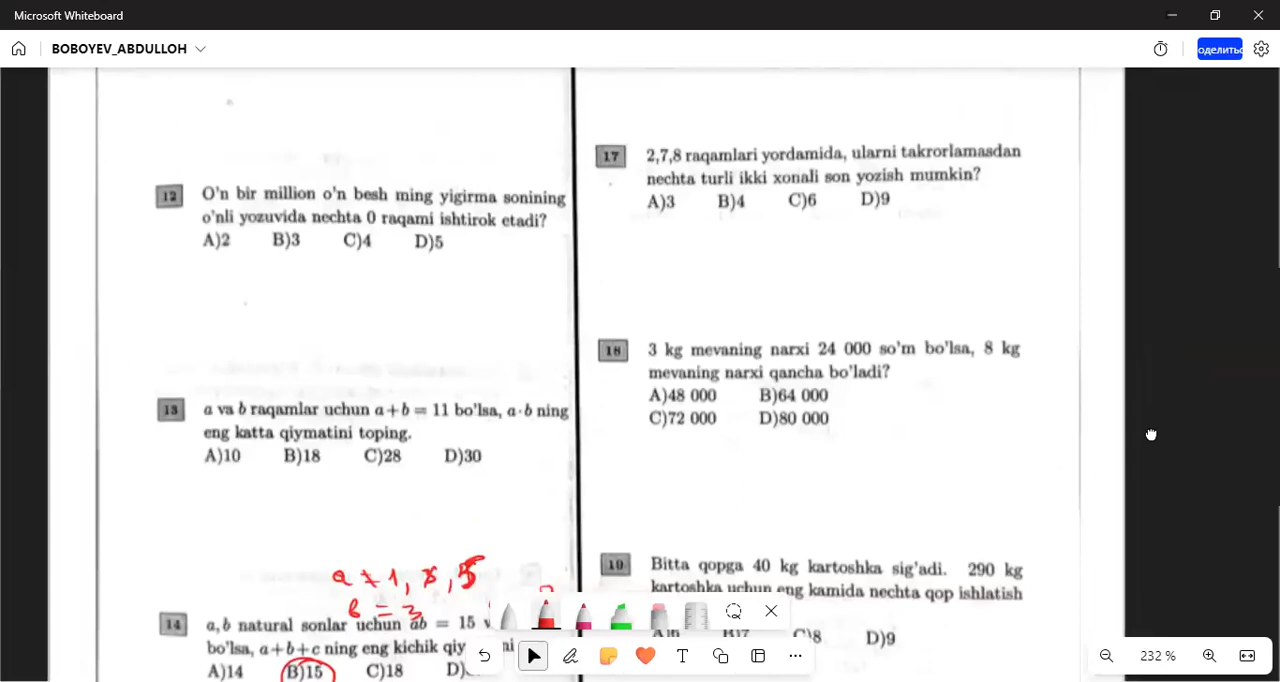 Microsoft Whiteboard
BOBOYEV_ABDULLOH
оделитьс
12 O'n bir million o'n besh ming yigirma sonining
o'nli yozuvida nechta 0 raqami ishtirok etadi?
A)2 B)3 C)4 D)5
13 a va b raqamlar uchun a+b = 11 bo'lsa, a·b ning
eng katta qiymatini toping.
A)10 B)18 C)28 D)30
a
b = 3
14 a, b natural sonlar uchun ab = 15
bo'lsa, a+b+c ning eng kichik
A)14 B)15 C)18
17 2,7,8 raqamlari yordamida, ularni takrorlamasdan
nechta turli ikki xonali son yozish mumkin?
A)3 B)4 C)6 D)9
18 3 kg mevaning narxi 24 000 so'm bo'lsa, 8 kg
mevaning narxi qancha bo'ladi?
A)48 000 B)64 000
C)72 000 D)80 000
19 Bitta qopga 40 kg kartoshka sig'adi. 290 kg
kartoshka uchun eng kamida nechta qop ishlatish
A)6 B)7 C)8 D)9
232 %